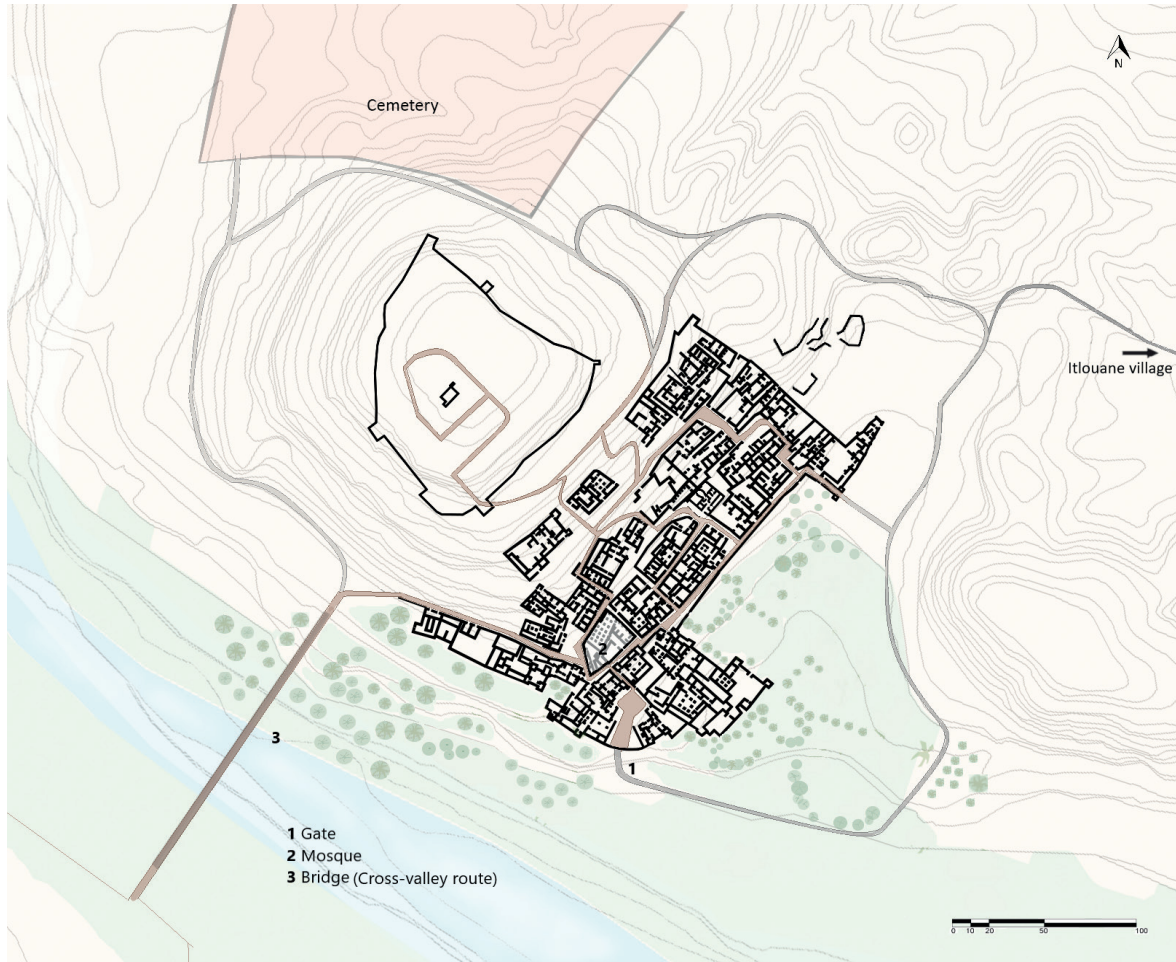 N
Cemetery
Itlouane village
3
1
1 Gate
2 Mosque
3 Bridge (Cross-valley route)
0 10 20 50 100